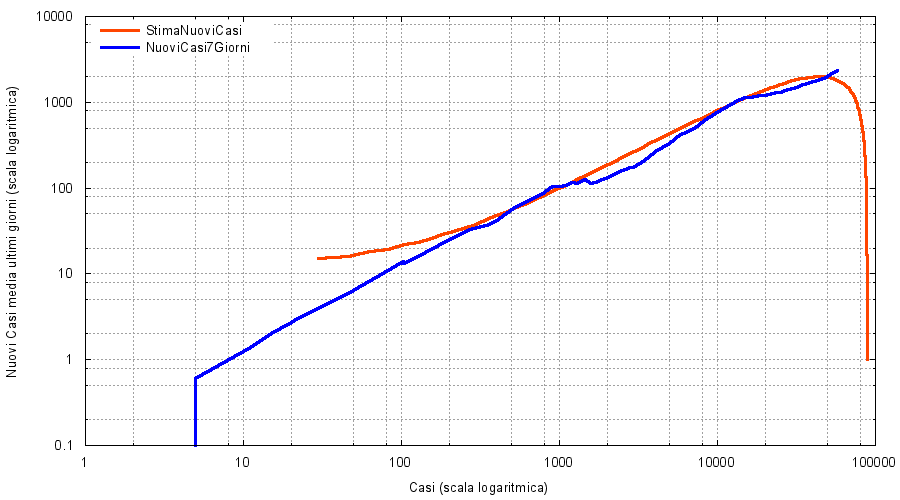 10000
1000
100
10
1
0.1
StimaNuoviCasi
NuoviCasi7Giorni
Nuovi Casi media ultimi giorni (scala logaritmica)
1 10 100 1000 10000 100000
Casi (scala logaritmica)